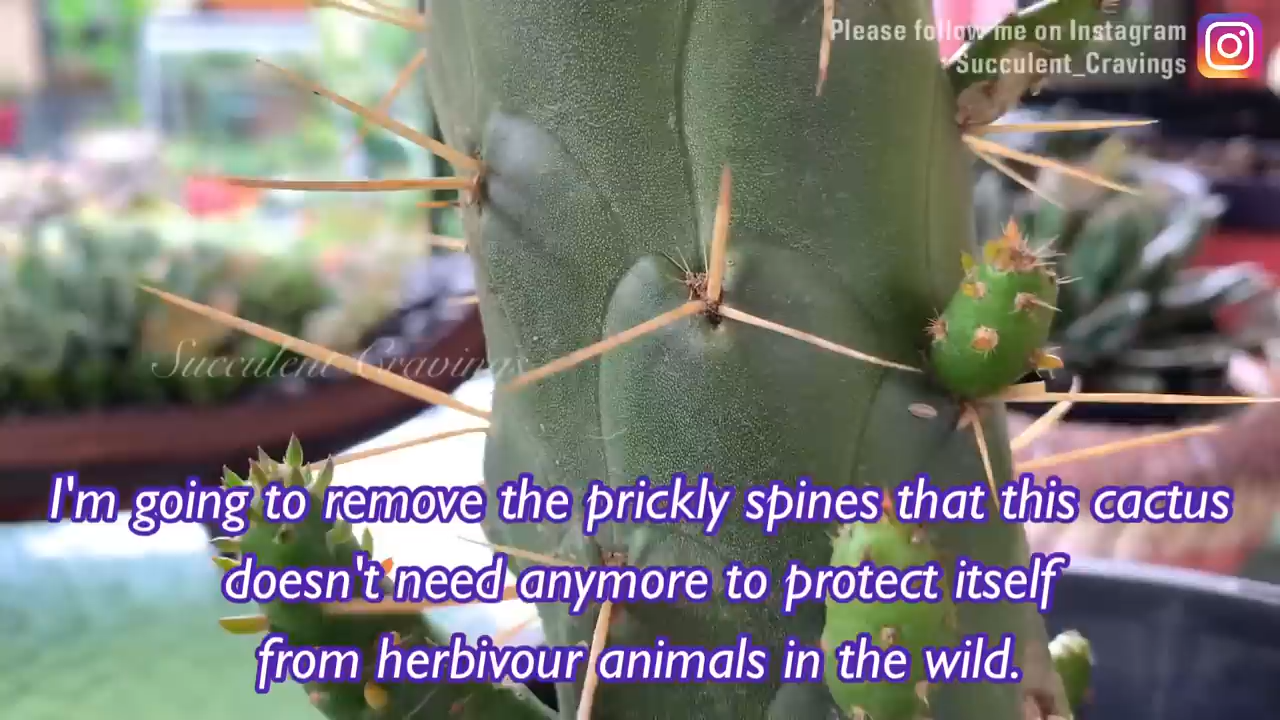 Please follow me on Instagram
: Succulent_Cravings
Succulent Cravings
I'm going to remove the prickly spines that this cactus
doesn't need anymore to protect itself
from herbivour animals in the wild.